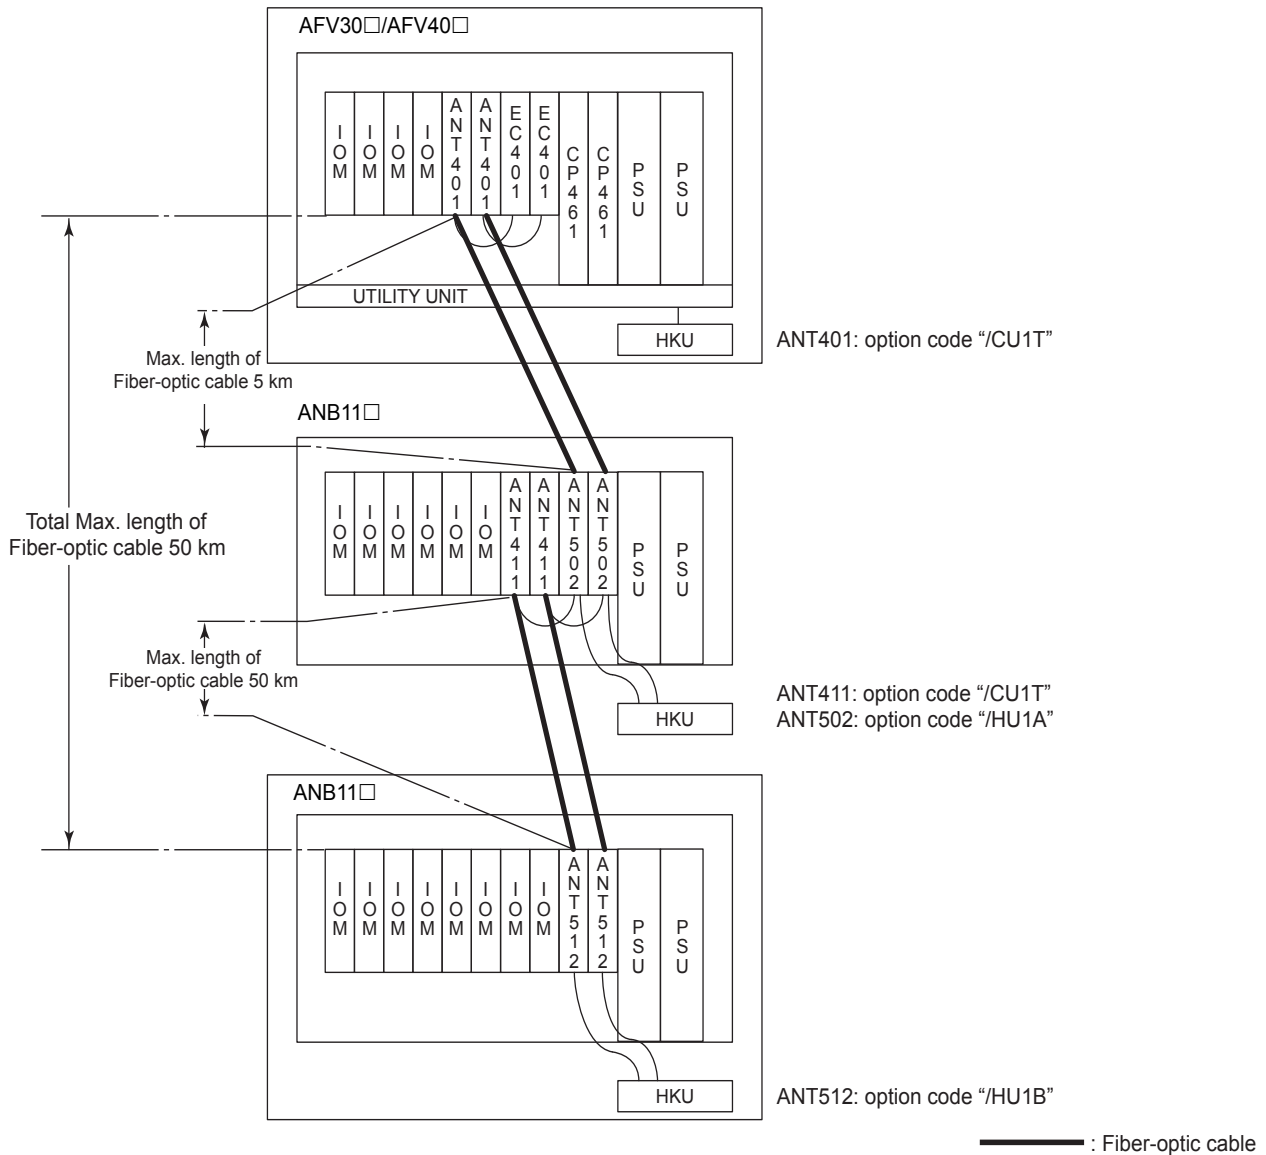 AFV30□/AFV40□
IOM IOM IOM IOM ANT401 ANT401 EC401 EC401 CP461 CP461 PSU PSU
UTILITY UNIT
HKU
ANT401: option code “/CU1T”
Max. length of
Fiber-optic cable 5 km
ANB11□
IOM IOM IOM IOM IOM IOM ANT411 ANT411 ANT502 ANT502 PSU PSU
Total Max. length of
Fiber-optic cable 50 km
Max. length of
Fiber-optic cable 50 km
HKU
ANT411: option code “/CU1T”
ANT502: option code “/HU1A”
ANB11□
IOM IOM IOM IOM IOM IOM IOM IOM ANT512 ANT512 PSU PSU
HKU
ANT512: option code “/HU1B”
: Fiber-optic cable